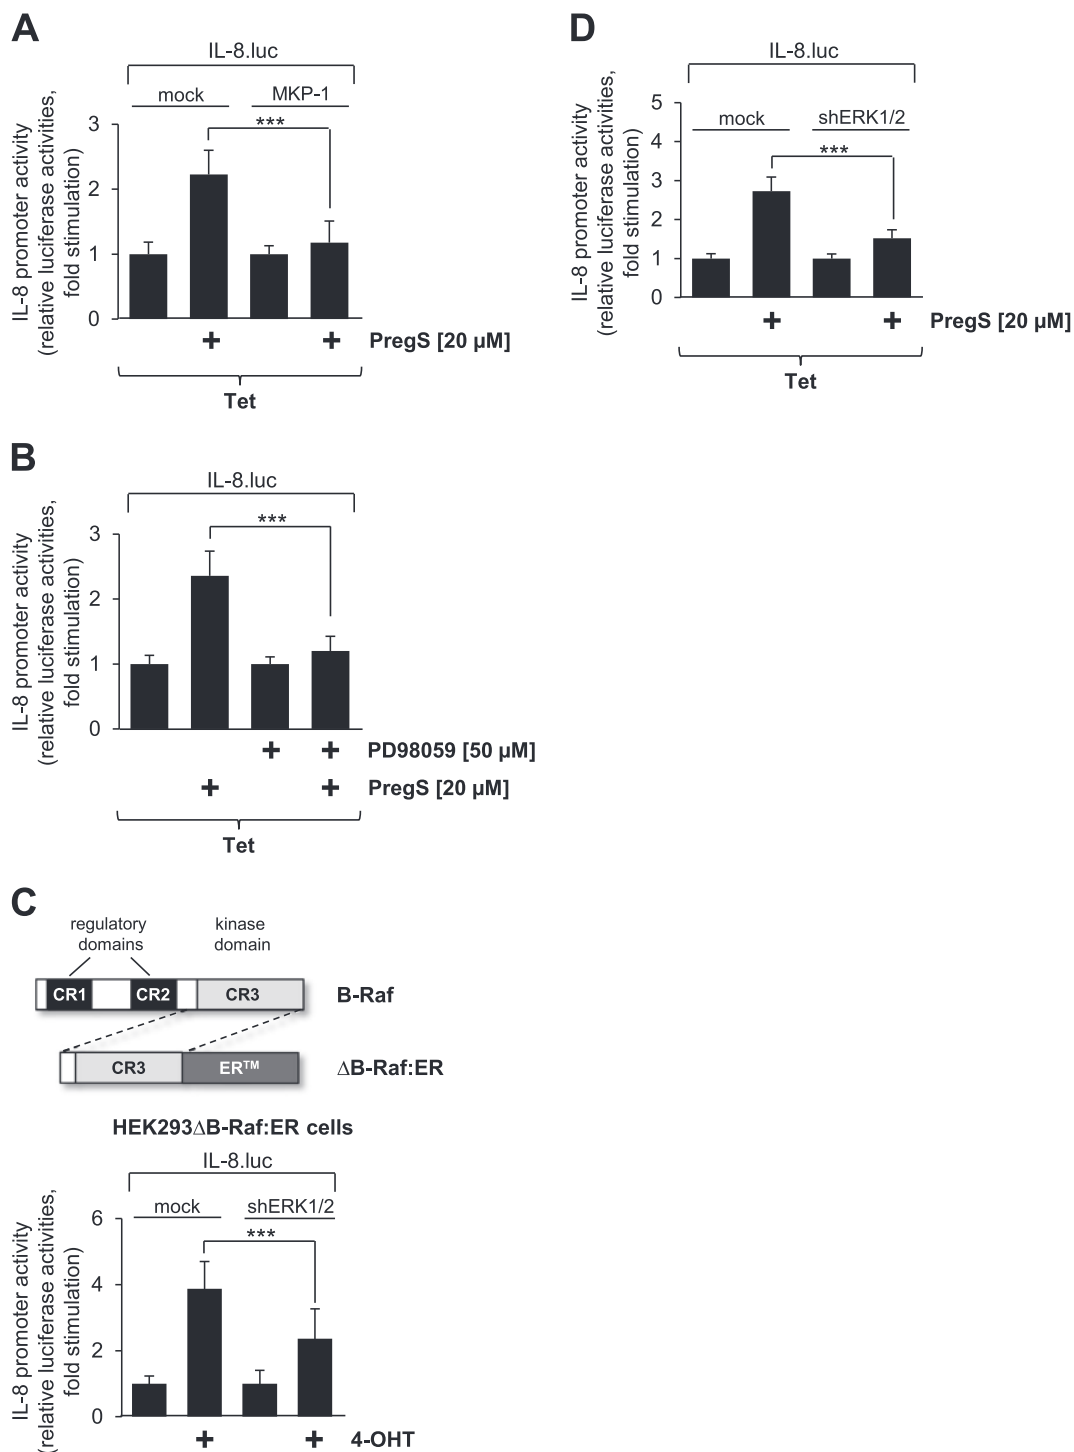 A
IL-8.luc
mock
MKP-1
***
IL-8 promoter activity
(relative luciferase activities,
fold stimulation)
3
2
1
0
+
+
PregS [20 µM]
Tet
B
IL-8.luc
***
IL-8 promoter activity
(relative luciferase activities,
fold stimulation)
3
2
1
0
+
+
PD98059 [50 µM]
+
+
PregS [20 µM]
Tet
C
regulatory
domains
kinase
domain
CR1
CR2
CR3
B-Raf
CR3
ER™
ΔB-Raf:ER
HEK293ΔB-Raf:ER cells
IL-8.luc
mock
shERK1/2
***
IL-8 promoter activity
(relative luciferase activities,
fold stimulation)
6
4
2
0
+
+
4-OHT
D
IL-8.luc
mock
shERK1/2
***
IL-8 promoter activity
(relative luciferase activities,
fold stimulation)
5
4
3
2
1
0
+
+
PregS [20 µM]
Tet